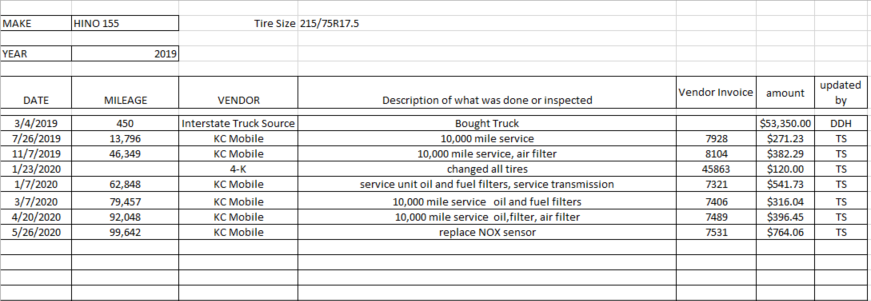 MAKE HINO 155 Tire Size 215/75R17.5
YEAR 2019
DATE MILEAGE VENDOR Description of what was done or inspected Vendor Invoice amount updated by
3/4/2019 450 Interstate Truck Source Bought Truck $53,350.00 DDH
7/26/2019 13,796 KC Mobile 10,000 mile service 7928 $271.23 TS
11/7/2019 46,349 KC Mobile 10,000 mile service, air filter 8104 $382.29 TS
1/23/2020 4-K changed all tires 45863 $120.00 TS
1/7/2020 62,848 KC Mobile service unit oil and fuel filters, service transmission 7321 $541.73 TS
3/7/2020 79,457 KC Mobile 10,000 mile service oil and fuel filters 7406 $316.04 TS
4/20/2020 92,048 KC Mobile 10,000 mile service oil,filter, air filter 7489 $396.45 TS
5/26/2020 99,642 KC Mobile replace NOX sensor 7531 $764.06 TS